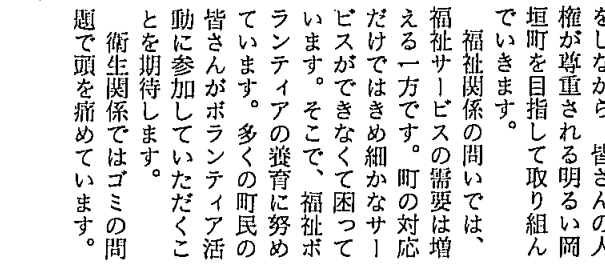 をしながら、皆さんの人
権が尊重される明るい岡
垣町を目指して取り組ん
でいきます。
福祉関係の問いでは、
福祉サービスの需要は増
える一方です。町の対応
だけではきめ細かなサー
ビスができなくて困って
います。そこで、福祉ボ
ランティアの養育に努め
ています。多くの町民の
皆さんがボランティア活
動に参加していただくこ
とを期待します。
衛生関係ではゴミの問
題で頭を痛めています。